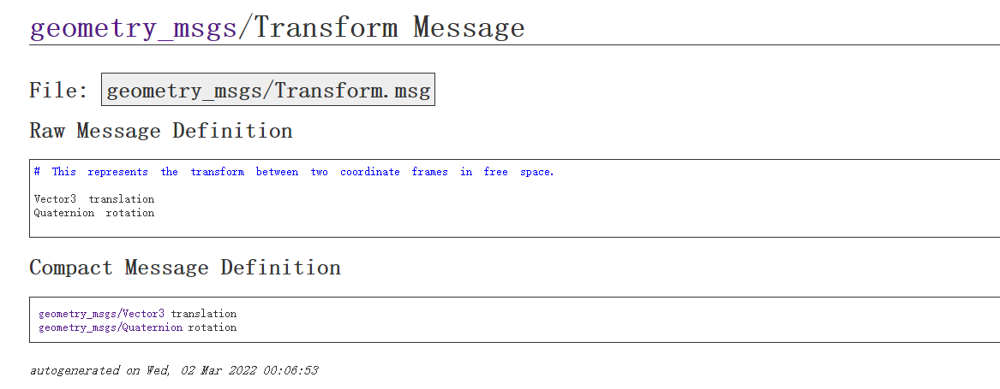 geometry_msgs/Transform Message
File: geometry_msgs/Transform.msg
Raw Message Definition
# This represents the transform between two coordinate frames in free space.
Vector3 translation
Quaternion rotation
Compact Message Definition
geometry_msgs/Vector3 translation
geometry_msgs/Quaternion rotation
autogenerated on Wed, 02 Mar 2022 00:06:53